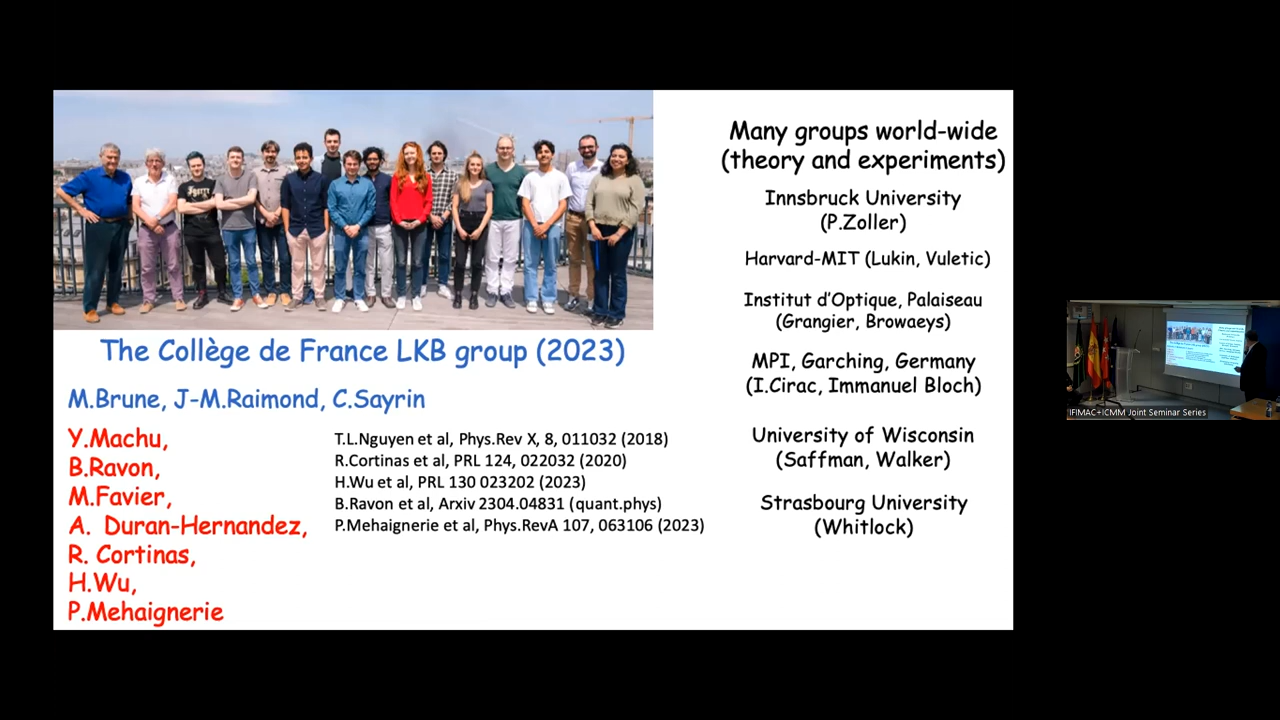 The Collège de France LKB group (2023)
M.Brune, J-M.Raimond, C.Sayrin
Y.Machu,
B.Ravon,
M.Favier,
A. Duran-Hernandez,
R. Cortinas,
H.Wu,
P.Mehaignerie
T.L.Nguyen et al, Phys.Rev X, 8, 011032 (2018)
R.Cortinas et al, PRL 124, 022032 (2020)
H.Wu et al, PRL 130 023202 (2023)
B.Ravon et al, Arxiv 2304.04831 (quant.phys)
P.Mehaignerie et al, Phys.RevA 107, 063106 (2023)
Many groups world-wide
(theory and experiments)
Innsbruck University
(P.Zoller)
Harvard-MIT (Lukin, Vuletic)
Institut d'Optique, Palaiseau
(Grangier, Browaeys)
MPI, Garching, Germany
(I.Cirac, Immanuel Bloch)
University of Wisconsin
(Saffman, Walker)
Strasbourg University
(Whitlock)
IFIMAC+ICMM Joint Seminar Series